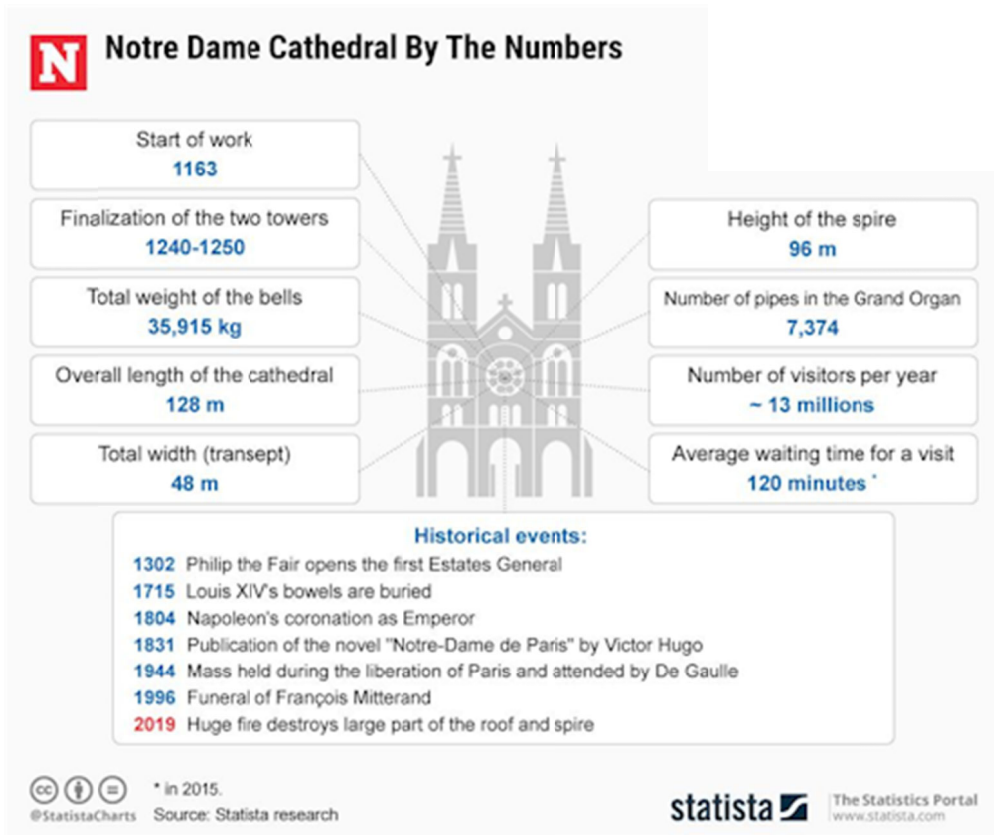 N
Notre Dame Cathedral By The Numbers
Start of work
1163
Finalization of the two towers
1240-1250
Total weight of the bells
35,915 kg
Overall length of the cathedral
128 m
Total width (transept)
48 m
Height of the spire
96 m
Number of pipes in the Grand Organ
7,374
Number of visitors per year
~ 13 millions
Average waiting time for a visit
120 minutes *
Historical events:
1302 Philip the Fair opens the first Estates General
1715 Louis XIV's bowels are buried
1804 Napoleon's coronation as Emperor
1831 Publication of the novel "Notre-Dame de Paris" by Victor Hugo
1944 Mass held during the liberation of Paris and attended by De Gaulle
1996 Funeral of François Mitterand
2019 Huge fire destroys large part of the roof and spire
cc
@StatistaCharts
* in 2015.
Source: Statista research
statista
The Statistics Portal
www.statista.com